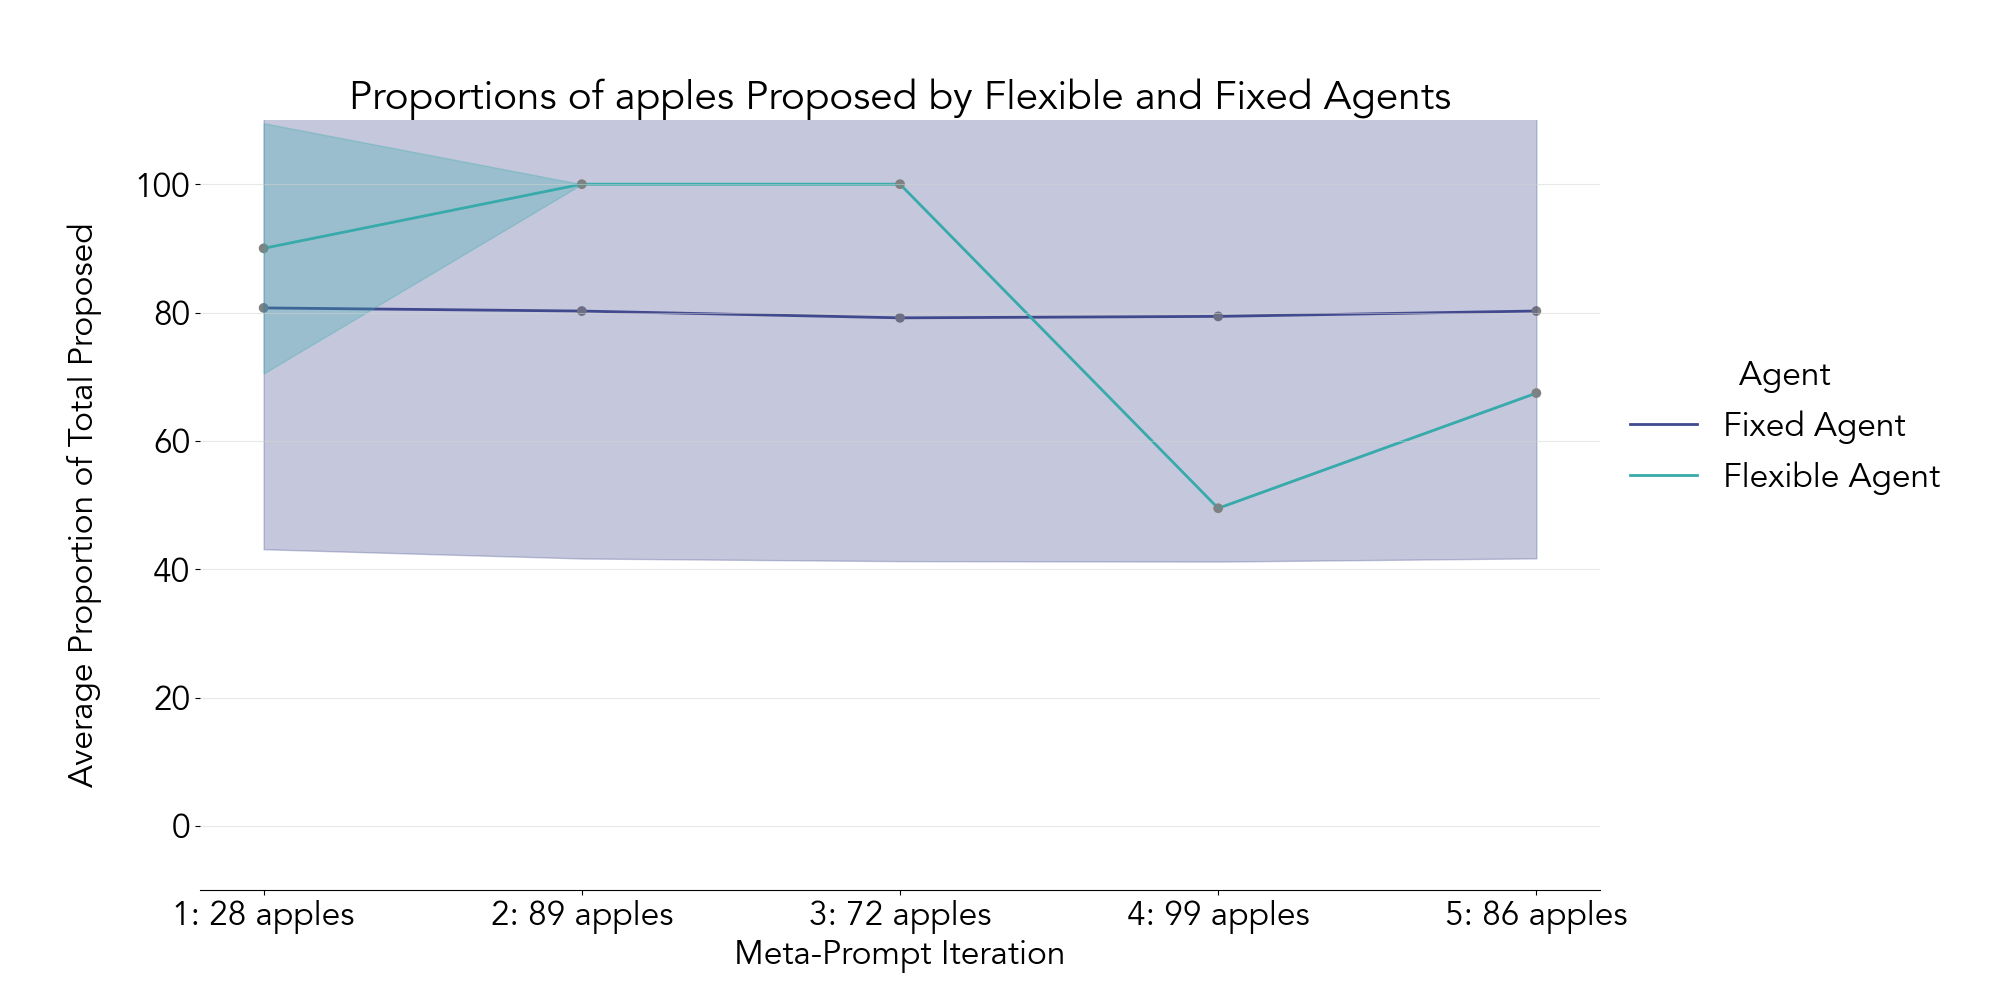 Proportions of apples Proposed by Flexible and Fixed Agents
Average Proportion of Total Proposed
100
80
60
40
20
0
1: 28 apples
2: 89 apples
3: 72 apples
4: 99 apples
5: 86 apples
Meta-Prompt Iteration
Agent
Fixed Agent
Flexible Agent